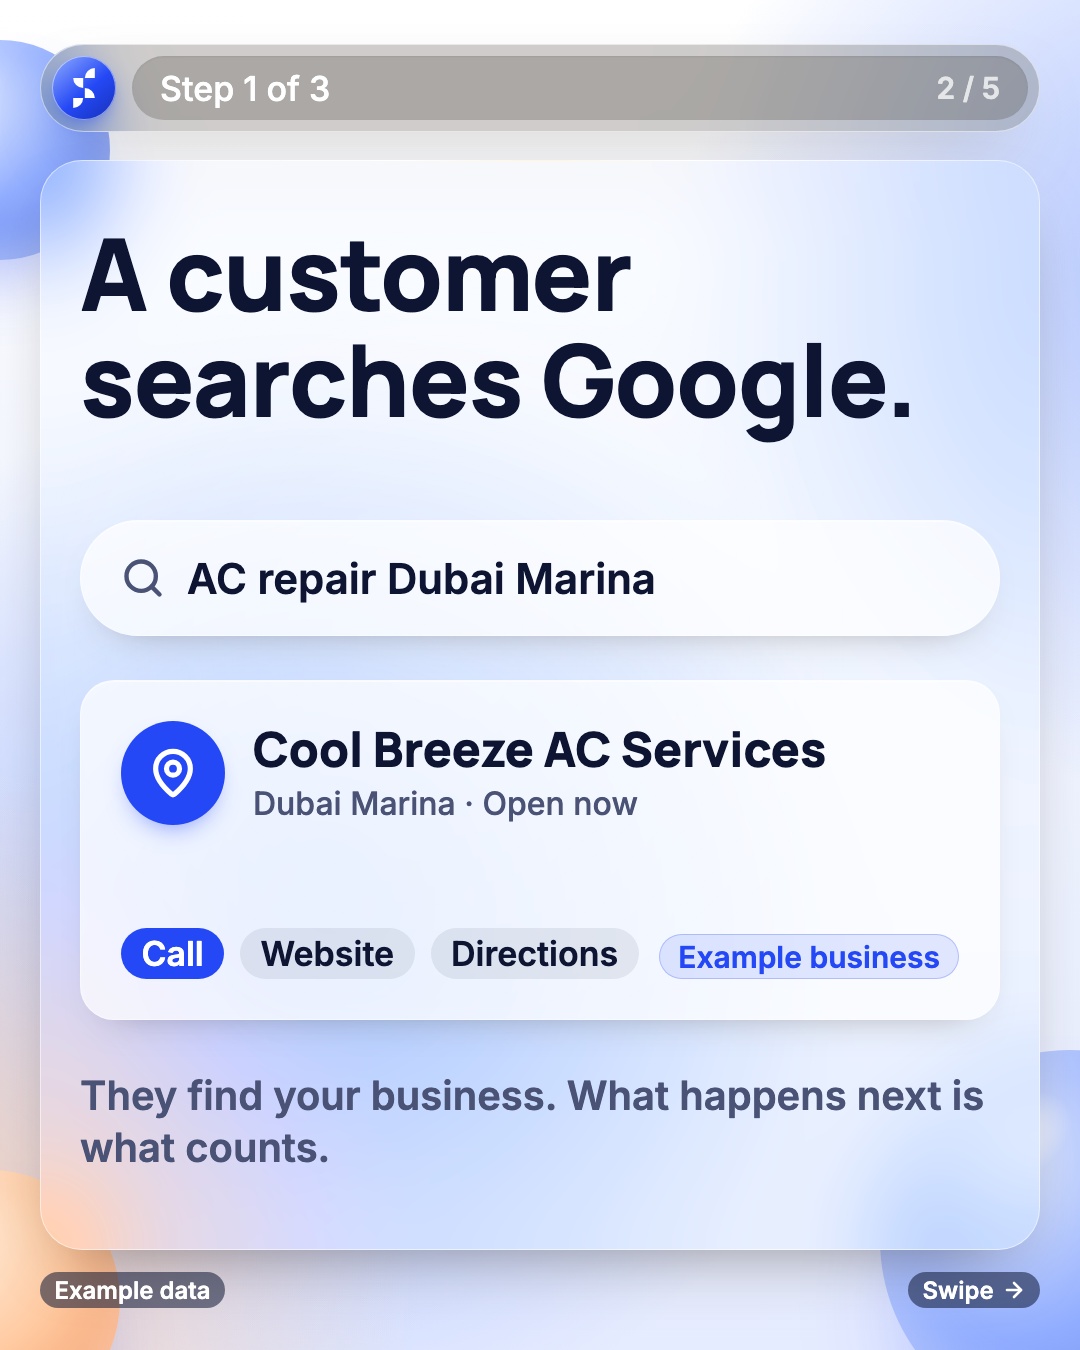 Step 1 of 3
2 / 5
A customer
searches Google.
AC repair Dubai Marina
Cool Breeze AC Services
Dubai Marina · Open now
Call
Website
Directions
Example business
They find your business. What happens next is
what counts.
Example data
Swipe →